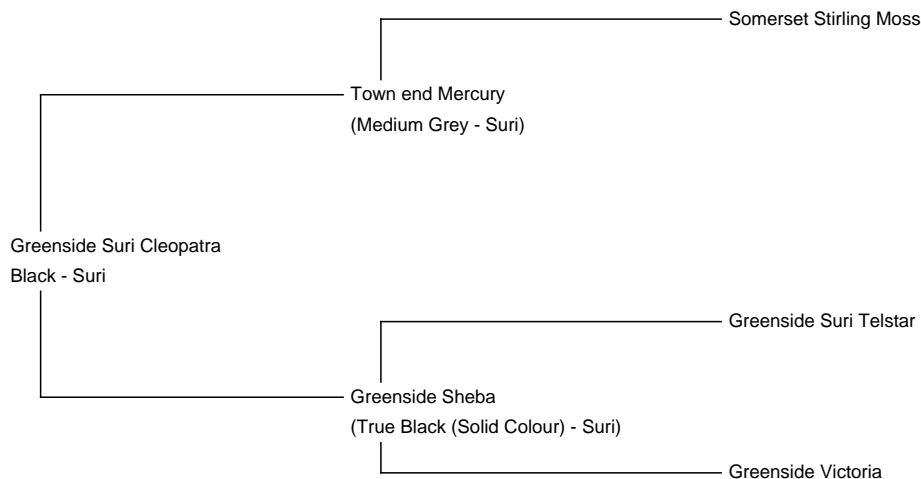 Somerset Stirling Moss
Town end Mercury
(Medium Grey - Suri)
Greenside Suri Cleopatra
Black - Suri
Greenside Suri Telstar
Greenside Sheba
(True Black (Solid Colour) - Suri)
Greenside Victoria